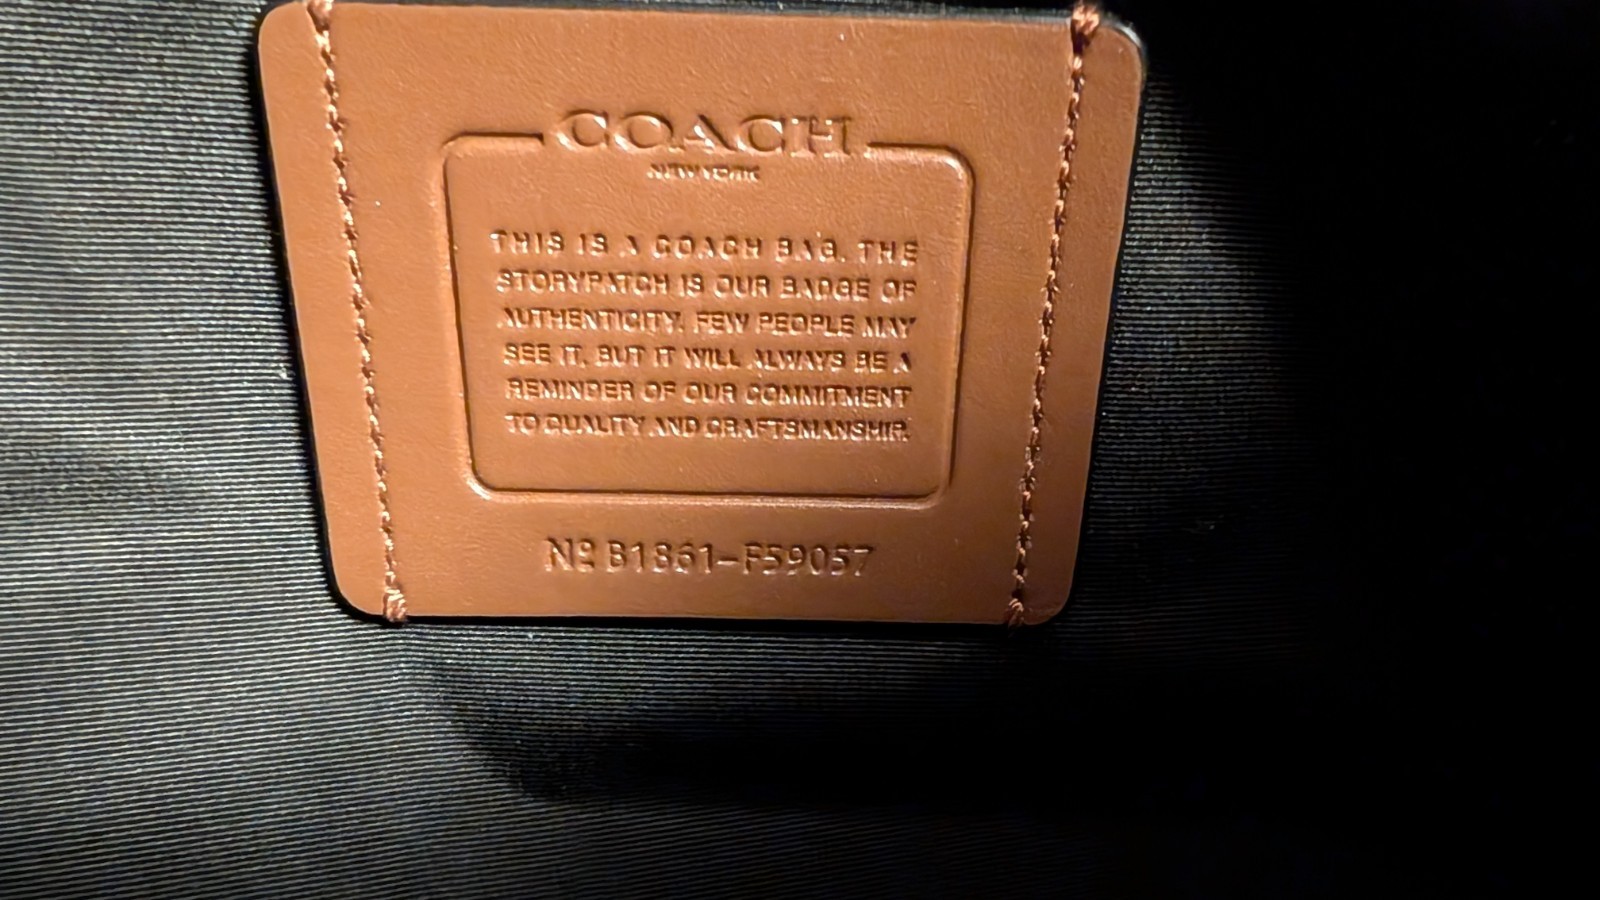 COACH
NEW YORK
THIS IS A COACH BAG. THE
STORYPATCH IS OUR BADGE OF
AUTHENTICITY. FEW PEOPLE MAY
SEE IT, BUT IT WILL ALWAYS BE A
REMINDER OF OUR COMMITMENT
TO QUALITY AND CRAFTSMANSHIP.
Nº B1861-F59057